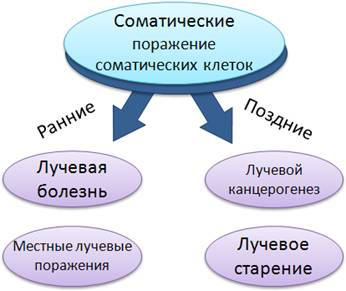 Соматические
поражение
соматических клеток
Ранние
Поздние
Лучевая
болезнь
Лучевой
канцерогенез
Местные лучевые
поражения
Лучевое
старение